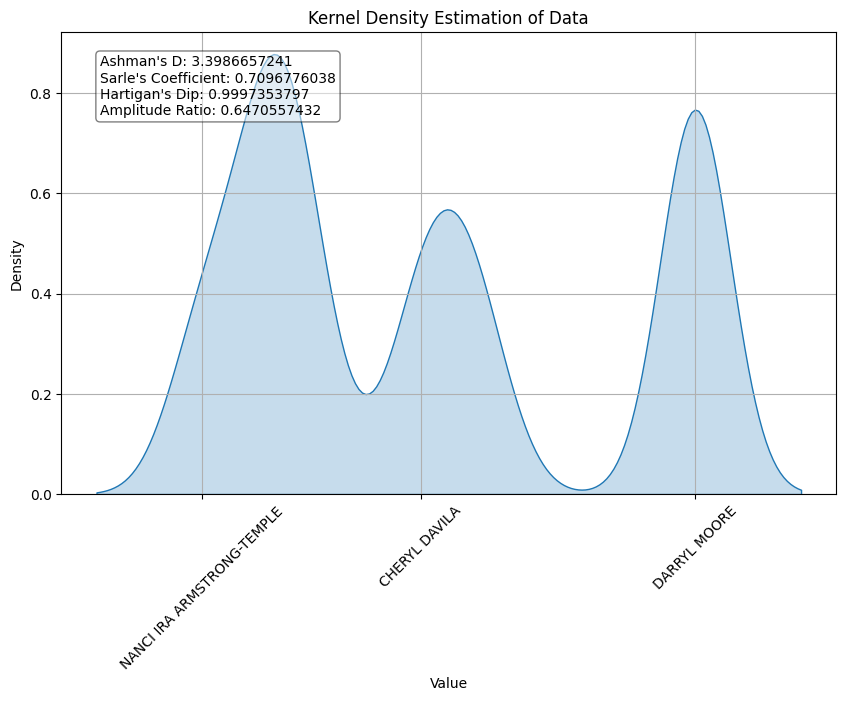 Kernel Density Estimation of Data
Ashman's D: 3.3986657241
Sarle's Coefficient: 0.7096776038
Hartigan's Dip: 0.9997353797
Amplitude Ratio: 0.6470557432
Density
0.8
0.6
0.4
0.2
0.0
NANCI IRA ARMSTRONG-TEMPLE
CHERYL DAVILA
DARRYL MOORE
Value